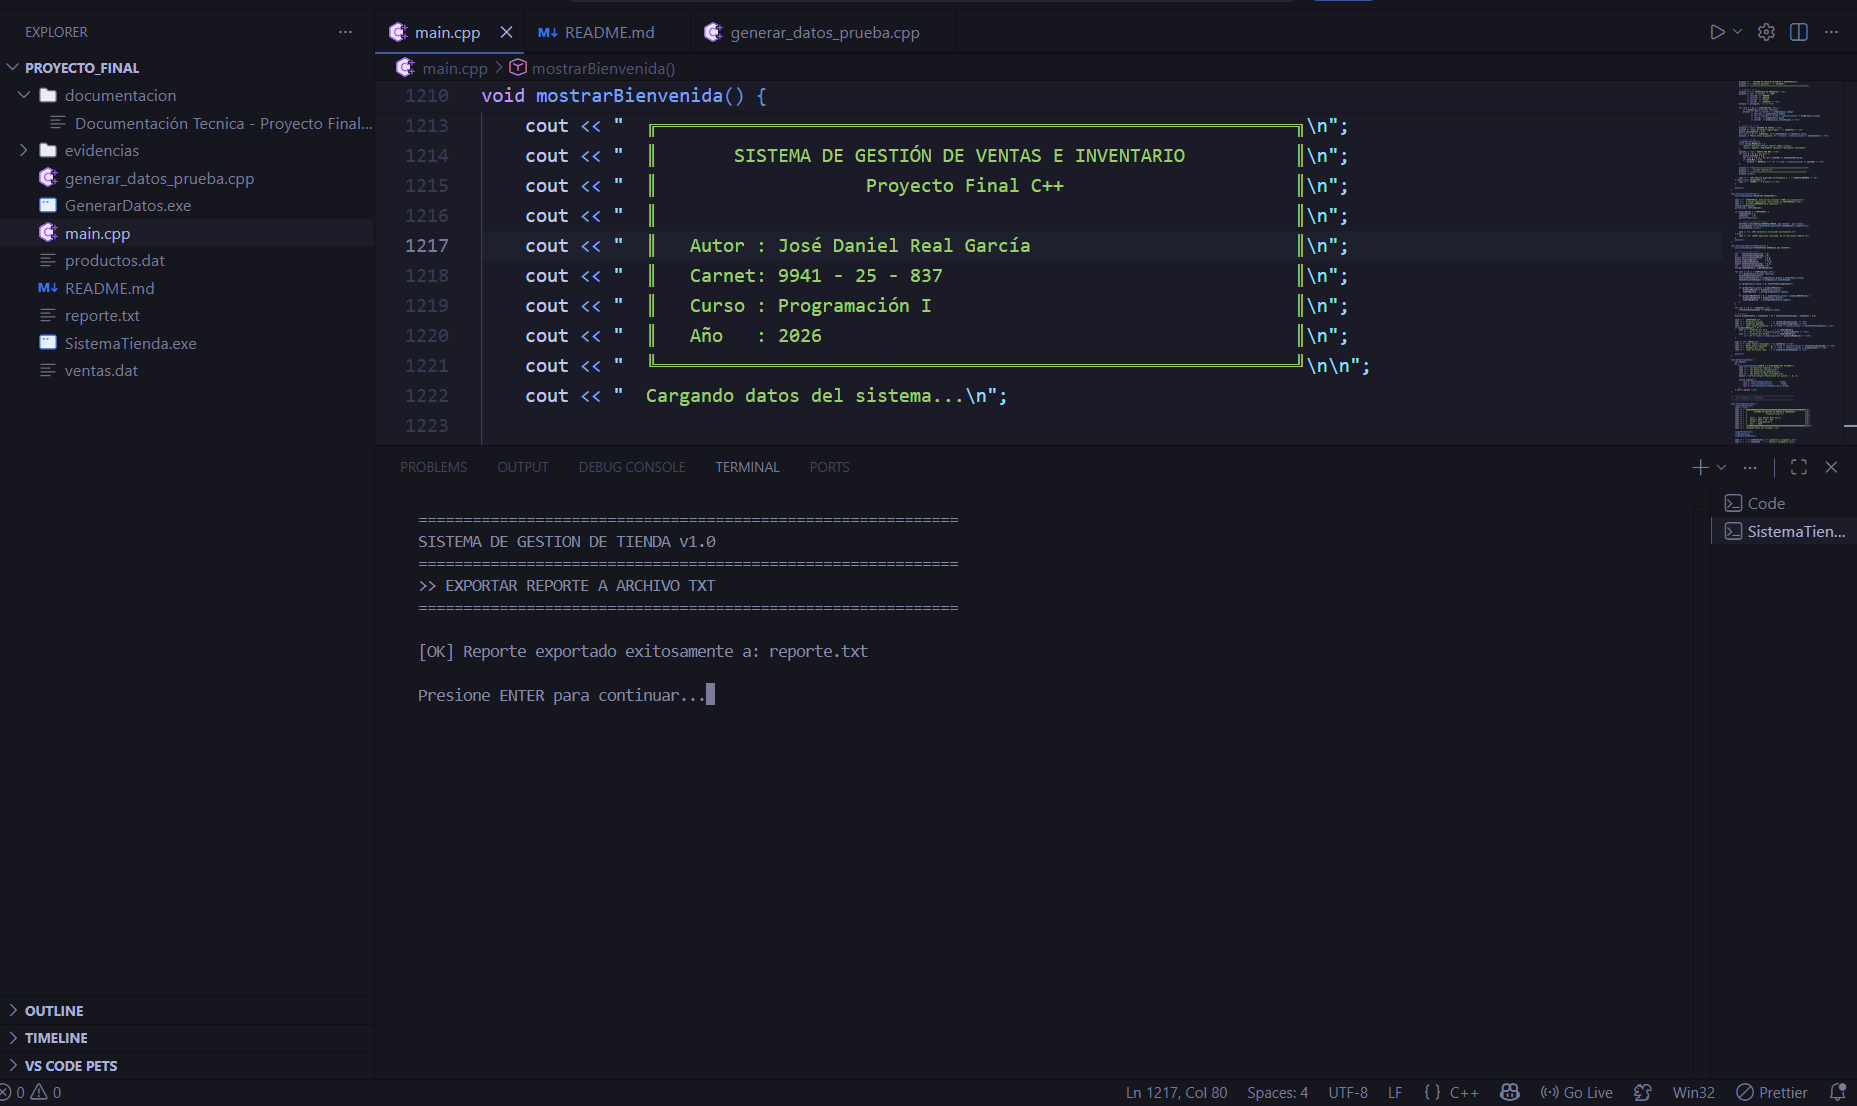 EXPLORER
PROYECTO_FINAL
documentacion
Documentación Tecnica - Proyecto Final...
evidencias
generar_datos_prueba.cpp
GenerarDatos.exe
main.cpp
productos.dat
README.md
reporte.txt
SistemaTienda.exe
ventas.dat
OUTLINE
TIMELINE
VS CODE PETS
main.cpp
README.md
generar_datos_prueba.cpp
main.cpp > mostrarBienvenida()
1210 void mostrarBienvenida() {
1213 cout << " ╔══════════════════════════════════════════════════════════╗\n";
1214 cout << " ║ SISTEMA DE GESTIÓN DE VENTAS E INVENTARIO ║\n";
1215 cout << " ║ Proyecto Final C++ ║\n";
1216 cout << " ║ ║\n";
1217 cout << " ║ Autor : José Daniel Real García ║\n";
1218 cout << " ║ Carnet: 9941 - 25 - 837 ║\n";
1219 cout << " ║ Curso : Programación I ║\n";
1220 cout << " ║ Año : 2026 ║\n";
1221 cout << " ╚══════════════════════════════════════════════════════════╝\n\n";
1222 cout << " Cargando datos del sistema...\n";
1223
PROBLEMS OUTPUT DEBUG CONSOLE TERMINAL PORTS
============================================================
SISTEMA DE GESTION DE TIENDA v1.0
============================================================
>> EXPORTAR REPORTE A ARCHIVO TXT
============================================================
[OK] Reporte exportado exitosamente a: reporte.txt
Presione ENTER para continuar...
Code
SistemaTien...
0 0
Ln 1217, Col 80 Spaces: 4 UTF-8 LF { } C++ Go Live Win32 Prettier